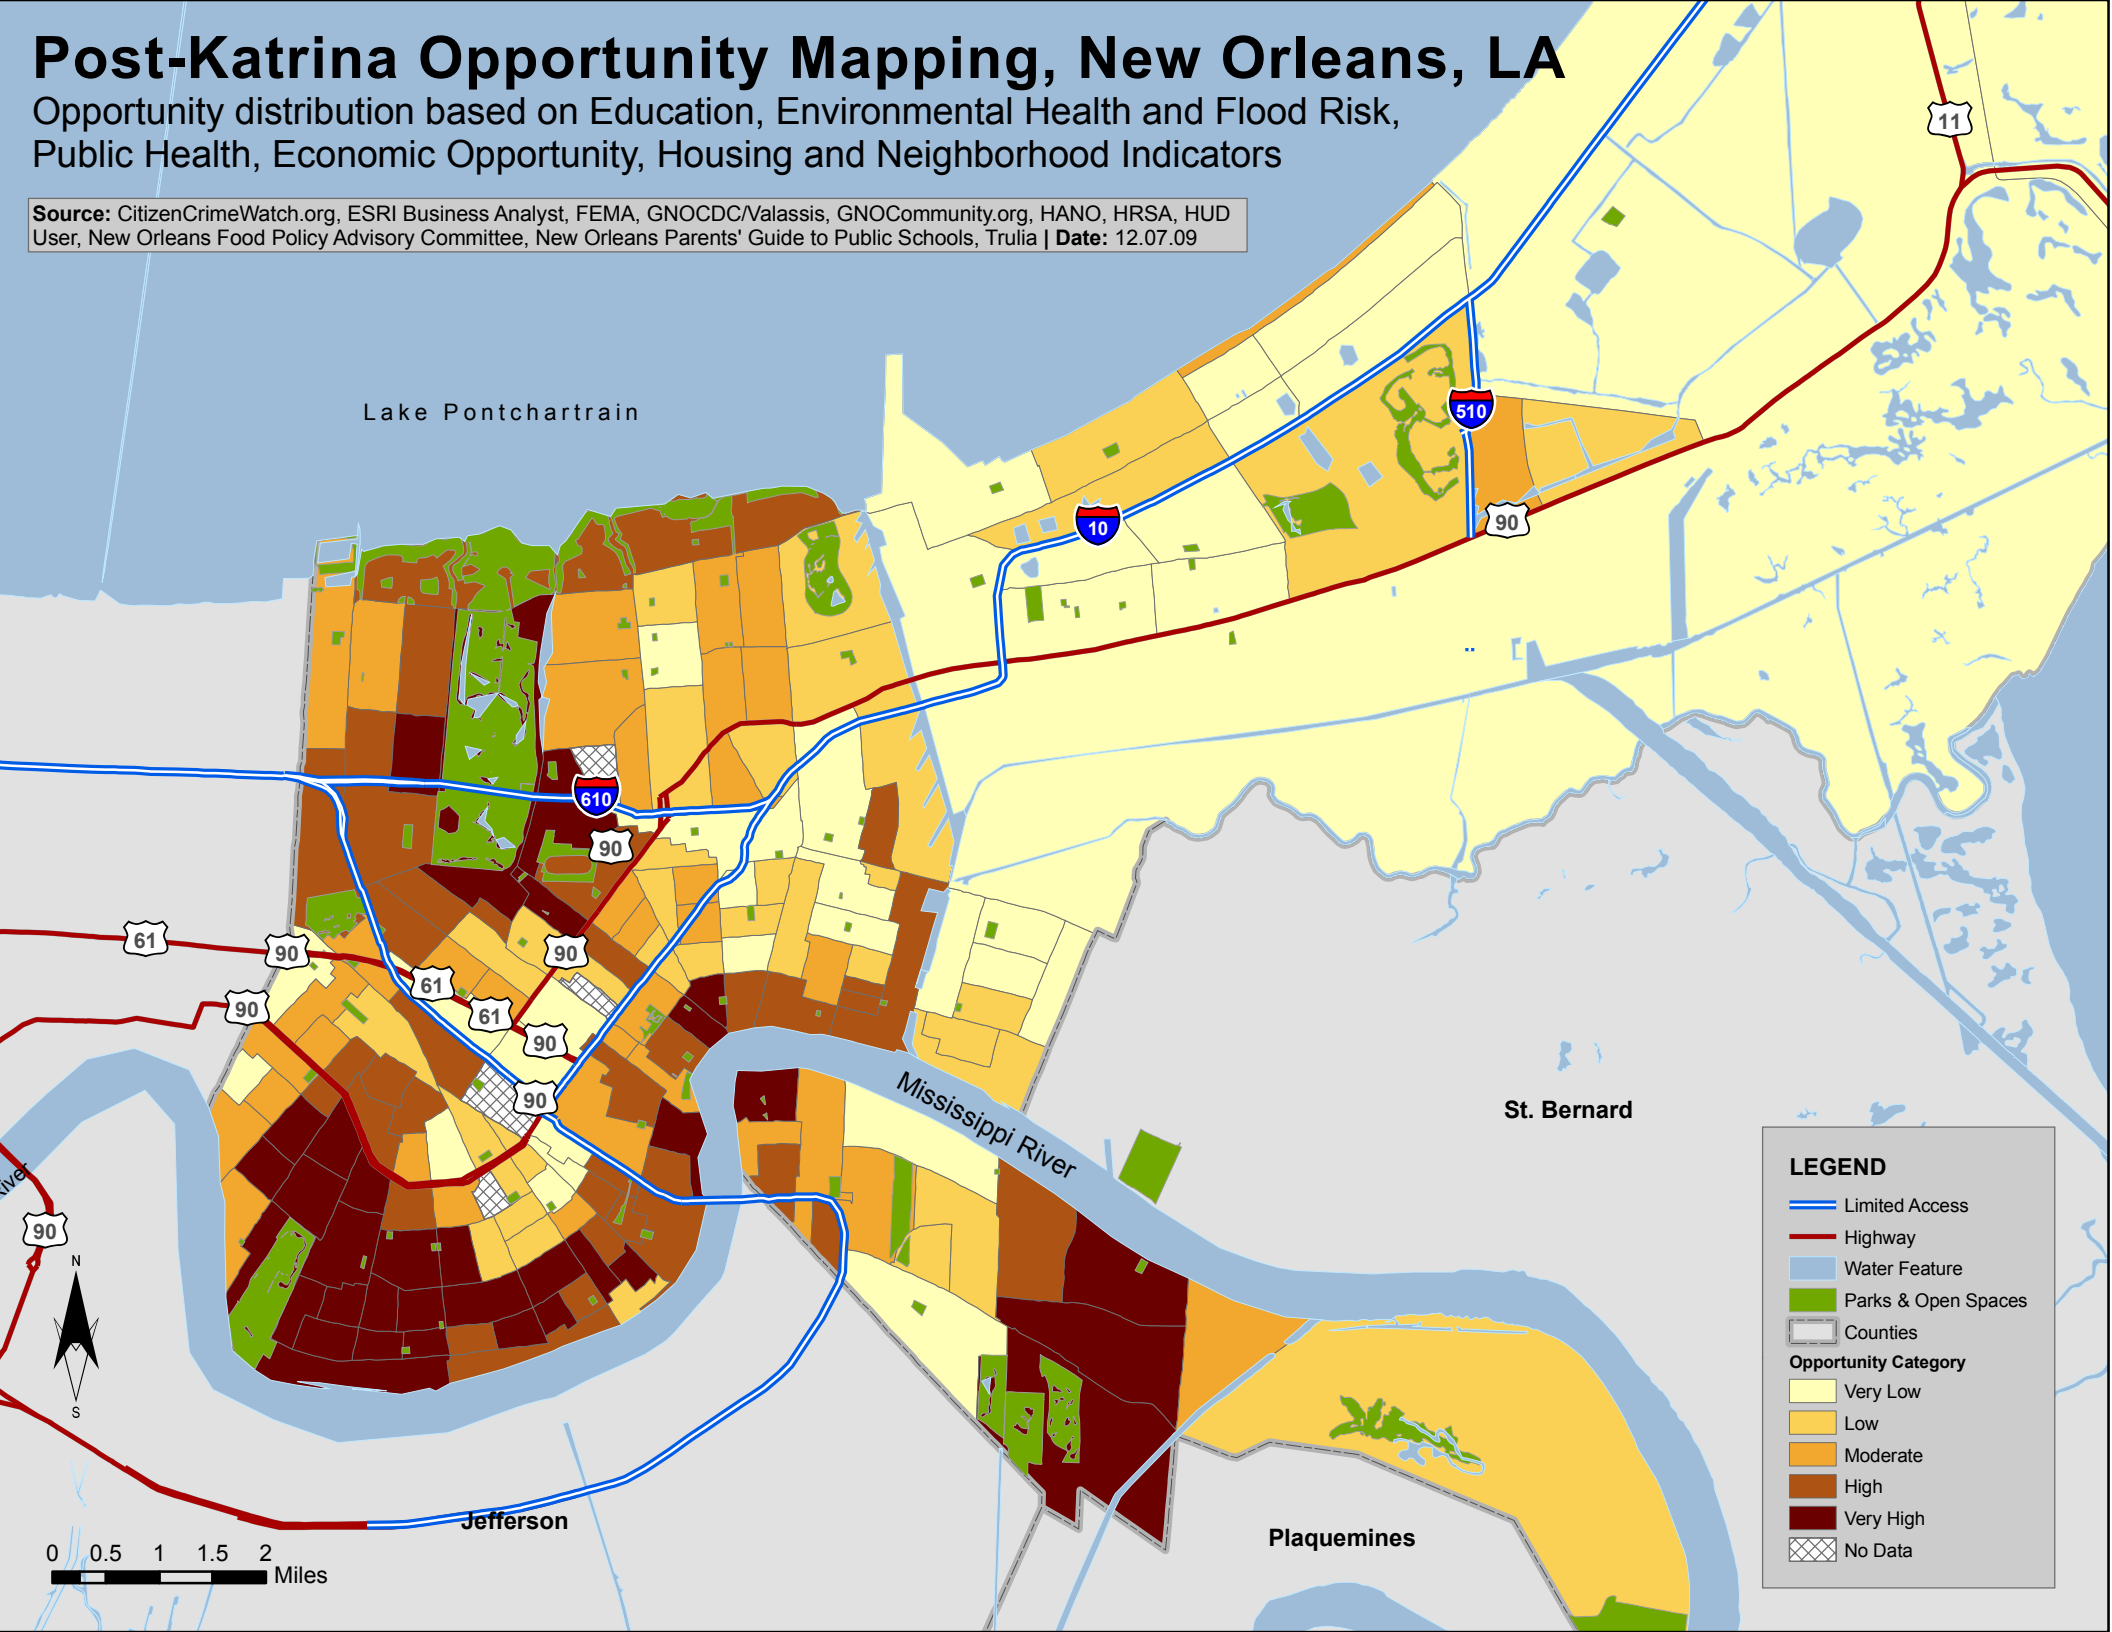 Post-Katrina Opportunity Mapping, New Orleans, LA
Opportunity distribution based on Education, Environmental Health and Flood Risk,
Public Health, Economic Opportunity, Housing and Neighborhood Indicators
Source: CitizenCrimeWatch.org, ESRI Business Analyst, FEMA, GNOCDC/Valassis, GNOCommunity.org, HANO, HRSA, HUD
User, New Orleans Food Policy Advisory Committee, New Orleans Parents' Guide to Public Schools, Trulia | Date: 12.07.09
11
Lake Pontchartrain
510
10
90
610
90
61
90
90
61
90
61
90
90
Mississippi River
St. Bernard
River
90
N
S
Jefferson
Plaquemines
0 0.5 1 1.5 2
Miles
LEGEND
Limited Access
Highway
Water Feature
Parks & Open Spaces
Counties
Opportunity Category
Very Low
Low
Moderate
High
Very High
No Data